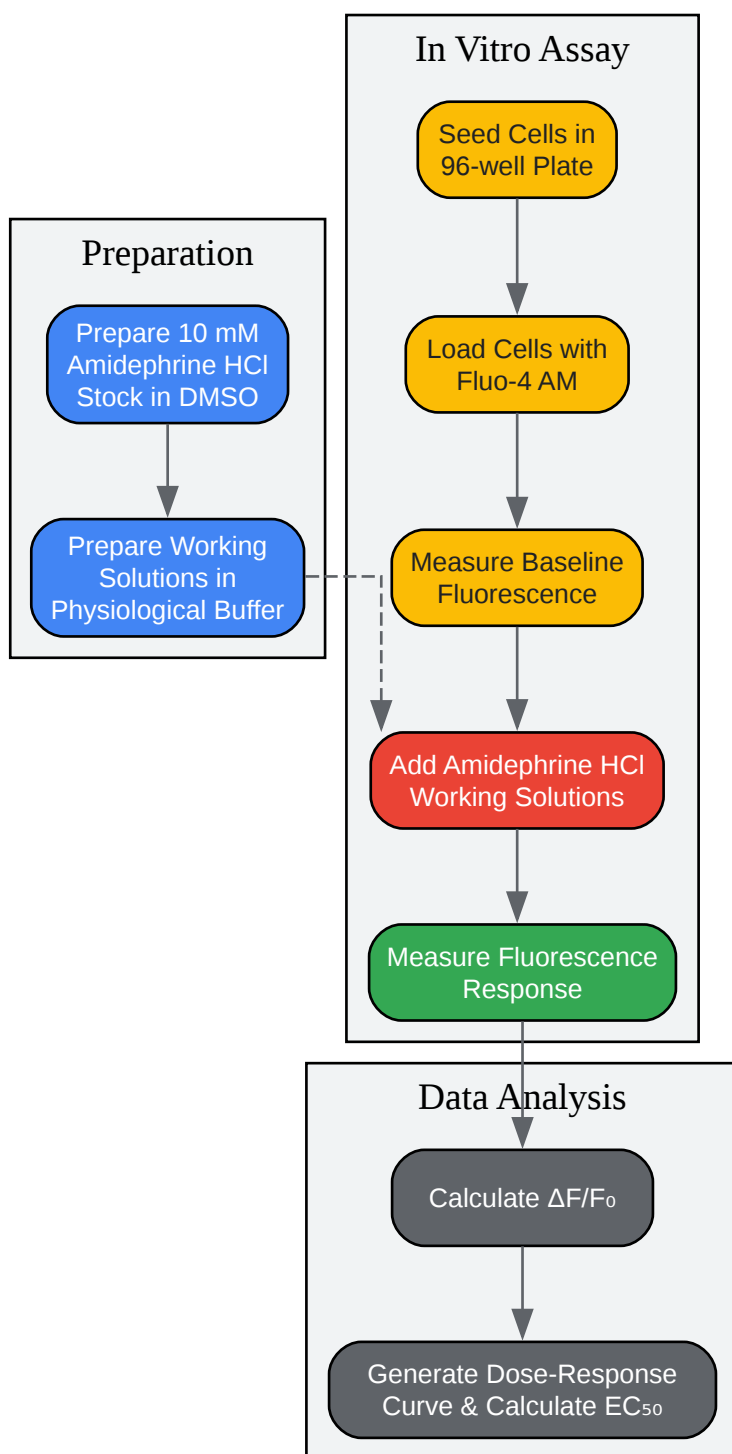 In Vitro Assay
Seed Cells in
96-well Plate
Load Cells with
Fluo-4 AM
Measure Baseline
Fluorescence
Add Amidephrine HCl
Working Solutions
Measure Fluorescence
Response
Preparation
Prepare 10 mM
Amidephrine HCl
Stock in DMSO
Prepare Working
Solutions in
Physiological Buffer
Data Analysis
Calculate ΔF/F₀
Generate Dose-Response
Curve & Calculate EC₅₀